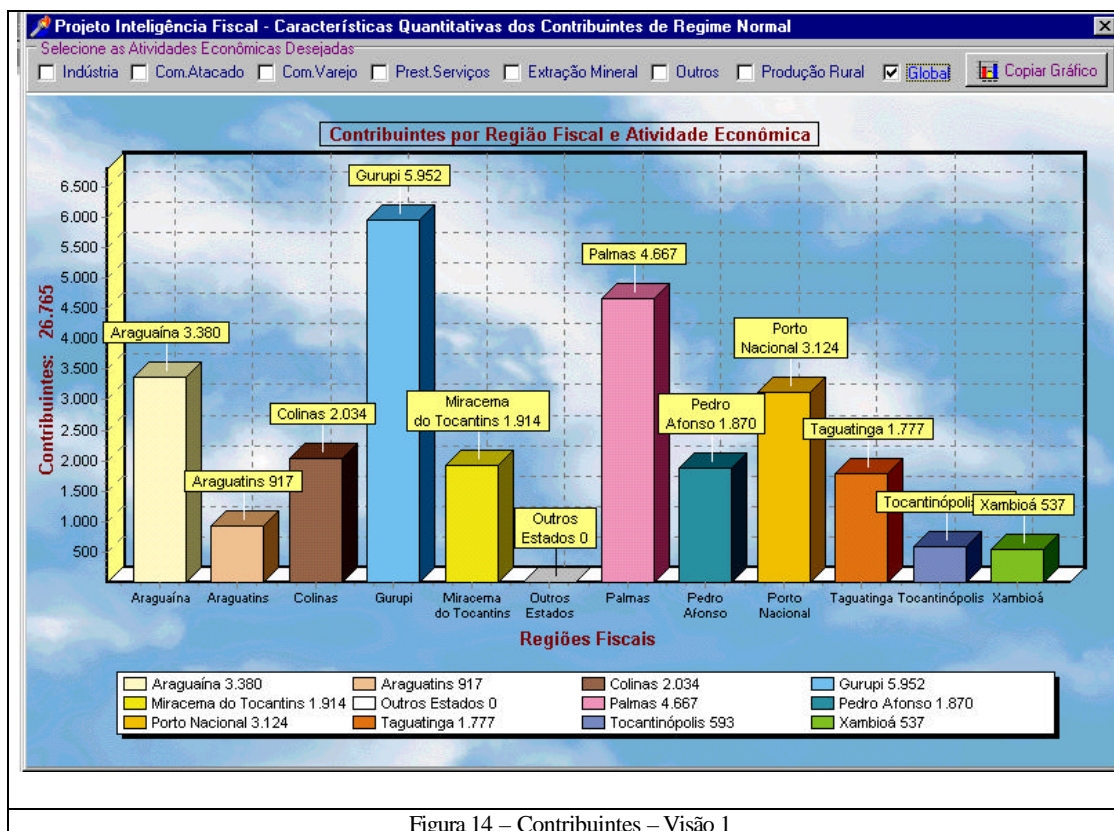 Projeto Inteligência Fiscal - Características Quantitativas dos Contribuintes de Regime Normal
Selecione as Atividades Econômicas Desejadas
Indústria Com.Atacado Com.Varejo Prest.Serviços Extração Mineral Outros Produção Rural Global Copiar Gráfico
Contribuintes por Região Fiscal e Atividade Econômica
Contribuintes: 26.765
6.500
6.000
5.500
5.000
4.500
4.000
3.500
3.000
2.500
2.000
1.500
1.000
500
Araguaína 3.380
Araguatins 917
Colinas 2.034
Gurupi 5.952
Miracema
do Tocantins 1.914
Outros
Estados 0
Palmas 4.667
Pedro
Afonso 1.870
Porto
Nacional 3.124
Taguatinga 1.777
Tocantinópolis
Xambioá 537
Araguaína
Araguatins
Colinas
Gurupi
Miracema
do Tocantins
Outros
Estados
Palmas
Pedro
Afonso
Porto
Nacional
Taguatinga
Tocantinópolis
Xambioá
Regiões Fiscais
Araguaína 3.380 Araguatins 917 Colinas 2.034 Gurupi 5.952
Miracema do Tocantins 1.914 Outros Estados 0 Palmas 4.667 Pedro Afonso 1.870
Porto Nacional 3.124 Taguatinga 1.777 Tocantinópolis 593 Xambioá 537
Figura 14 – Contribuintes – Visão 1